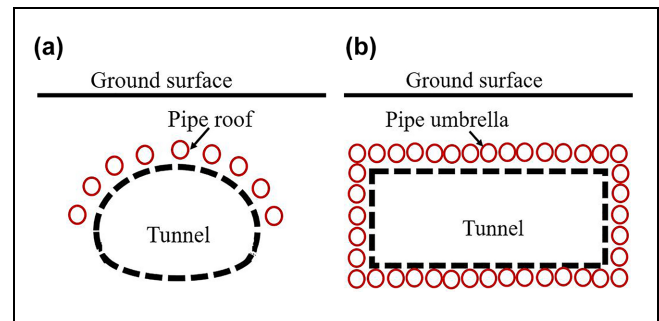 (a)
Ground surface
Pipe roof
Tunnel
(b)
Ground surface
Pipe umbrella
Tunnel